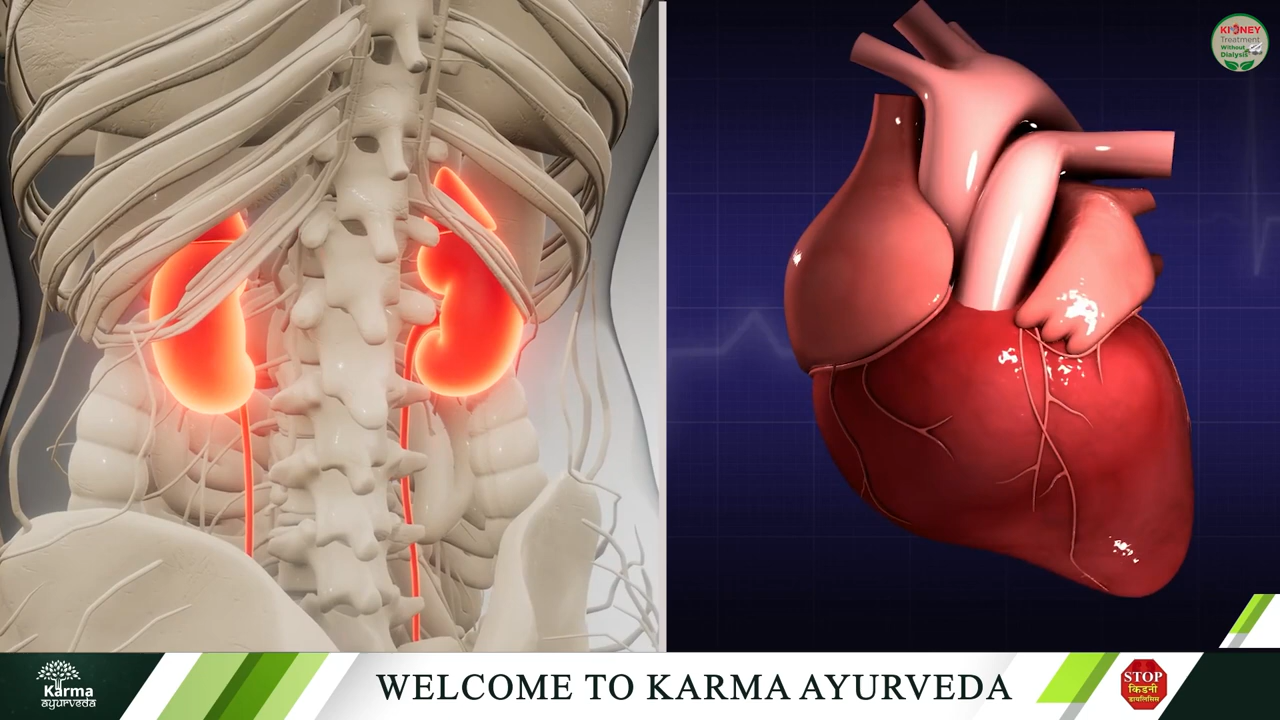 KIDNEY
Treatment
Without
Dialysis
Karma
ayurveda
WELCOME TO KARMA AYURVEDA
STOP
किडनी
डायलिसिस